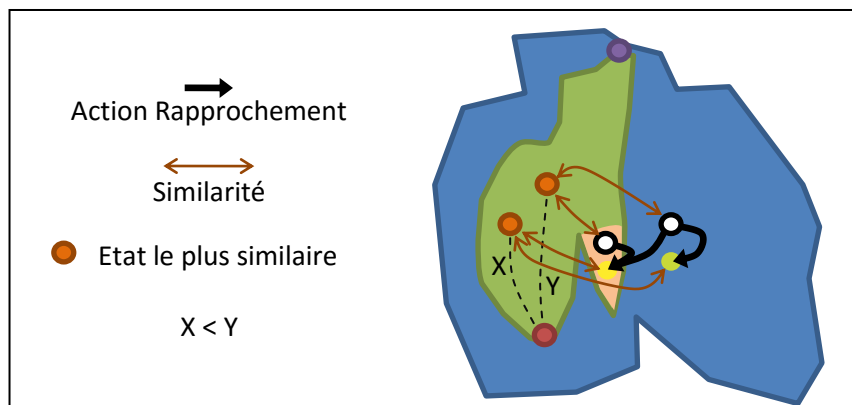 Action Rapprochement
Similarité
Etat le plus similaire
X < Y
X
Y